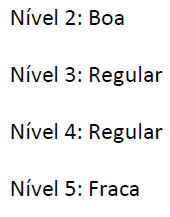 Nível 2: Boa
Nível 3: Regular
Nível 4: Regular
Nível 5: Fraca